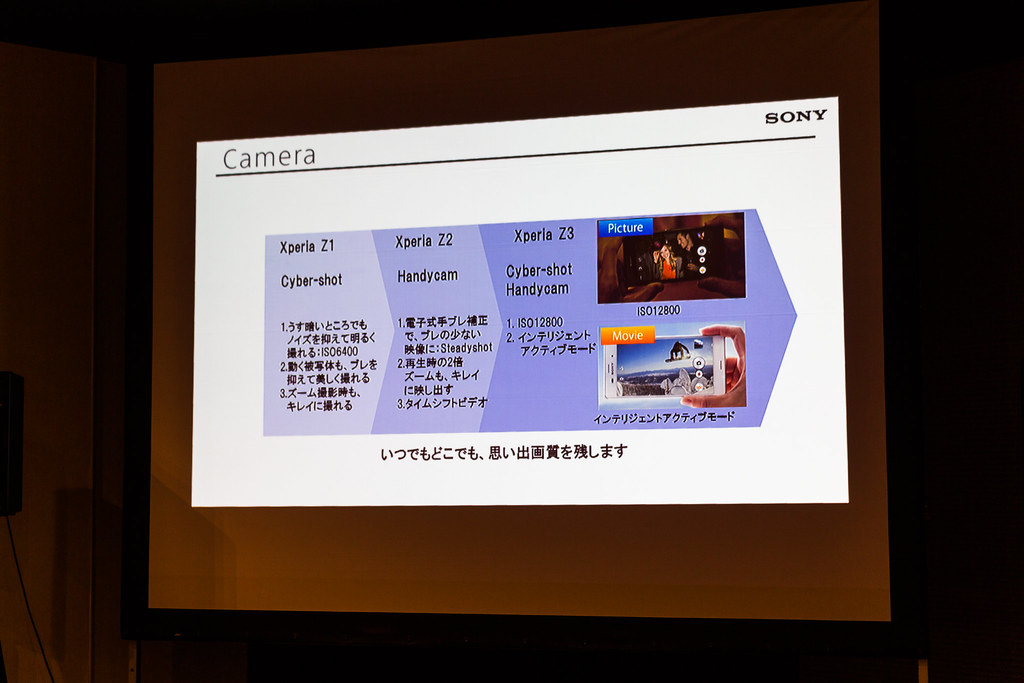 SONY
Camera
Xperia Z1
Cyber-shot
1.うす暗いところでも
ノイズを抑えて明るく
撮れる:ISO6400
2.動く被写体も、ブレを
抑えて美しく撮れる
3.ズーム撮影時も、
キレイに撮れる
Xperia Z2
Handycam
1.電子式手ブレ補正
で、ブレの少ない
映像に:Steadyshot
2.再生時の2倍
ズームも、キレイ
に映し出す
3.タイムシフトビデオ
Xperia Z3
Cyber-shot
Handycam
1. ISO12800
2. インテリジェント
アクティブモード
Picture
ISO12800
Movie
インテリジェントアクティブモード
いつでもどこでも、思い出画質を残します